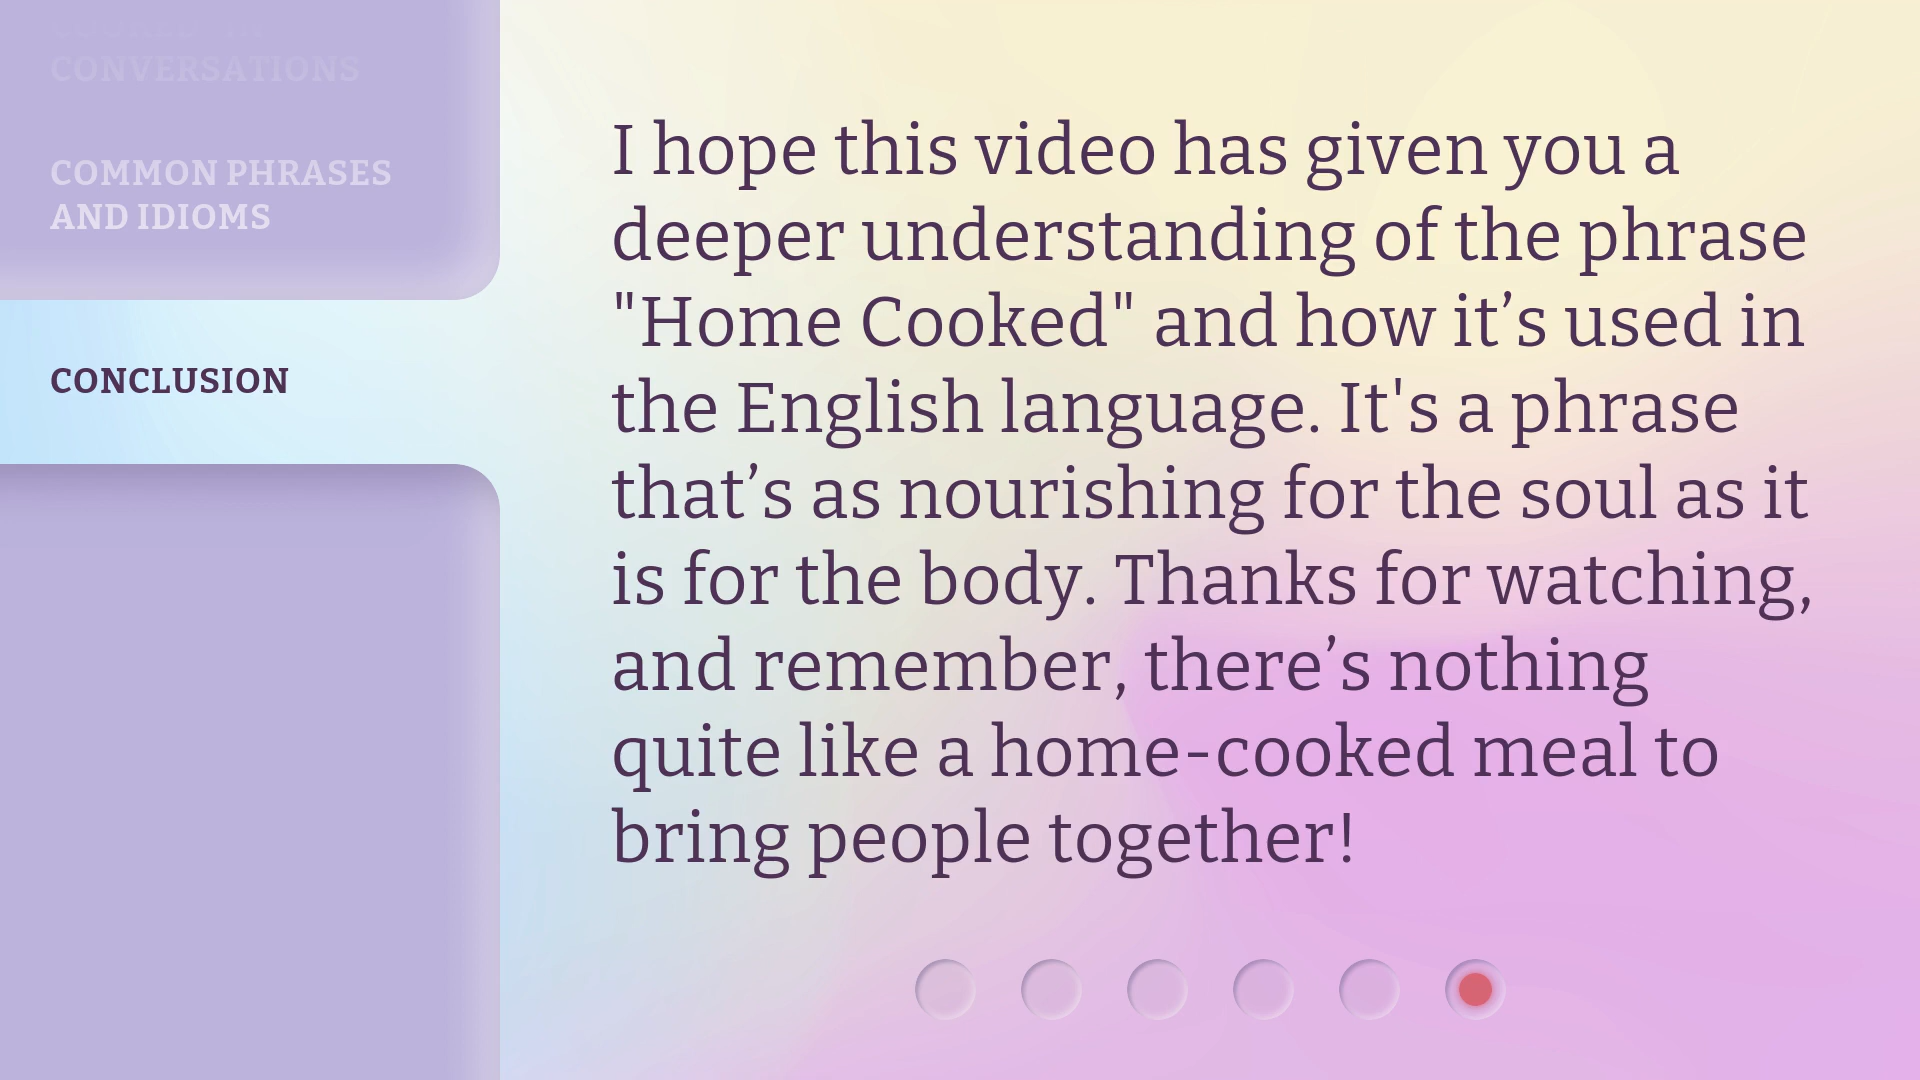 CONVERSATIONS
COMMON PHRASES
AND IDIOMS
CONCLUSION
I hope this video has given you a
deeper understanding of the phrase
"Home Cooked" and how it’s used in
the English language. It's a phrase
that’s as nourishing for the soul as it
is for the body. Thanks for watching,
and remember, there’s nothing
quite like a home-cooked meal to
bring people together!